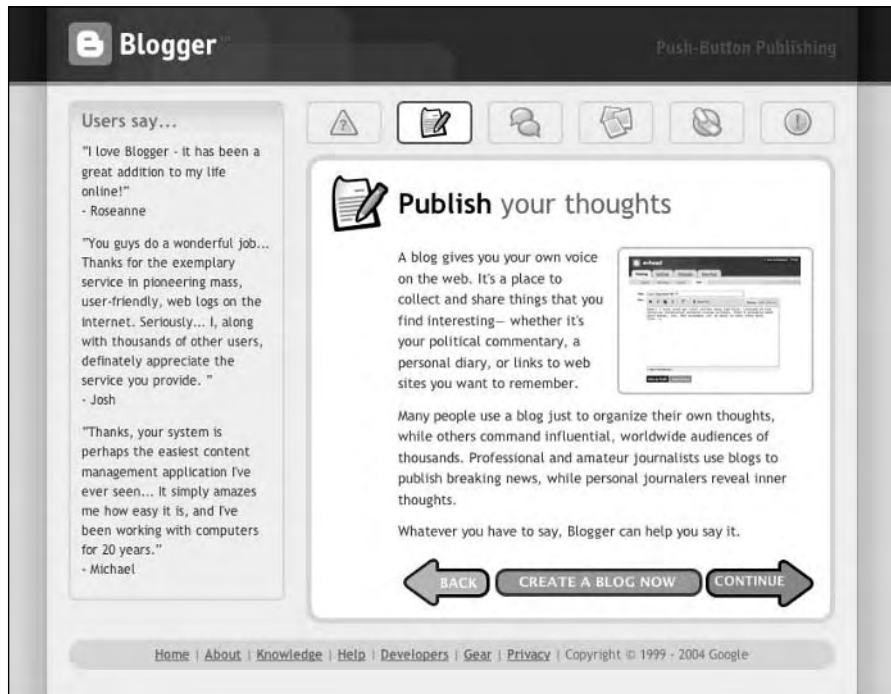 Blogger™
Push-Button Publishing
Users say...
"I love Blogger - it has been a
great addition to my life
online!"
- Roseanne
"You guys do a wonderful job...
Thanks for the exemplary
service in pioneering mass,
user-friendly, web logs on the
internet. Seriously... I, along
with thousands of other users,
definately appreciate the
service you provide. "
- Josh
"Thanks, your system is
perhaps the easiest content
management application I've
ever seen... It simply amazes
me how easy it is, and I've
been working with computers
for 20 years."
- Michael
Publish your thoughts
A blog gives you your own voice
on the web. It's a place to
collect and share things that you
find interesting— whether it's
your political commentary, a
personal diary, or links to web
sites you want to remember.
Many people use a blog just to organize their own thoughts,
while others command influential, worldwide audiences of
thousands. Professional and amateur journalists use blogs to
publish breaking news, while personal journalers reveal inner
thoughts.
Whatever you have to say, Blogger can help you say it.
BACK CREATE A BLOG NOW CONTINUE
Home | About | Knowledge | Help | Developers | Gear | Privacy | Copyright © 1999 - 2004 Google